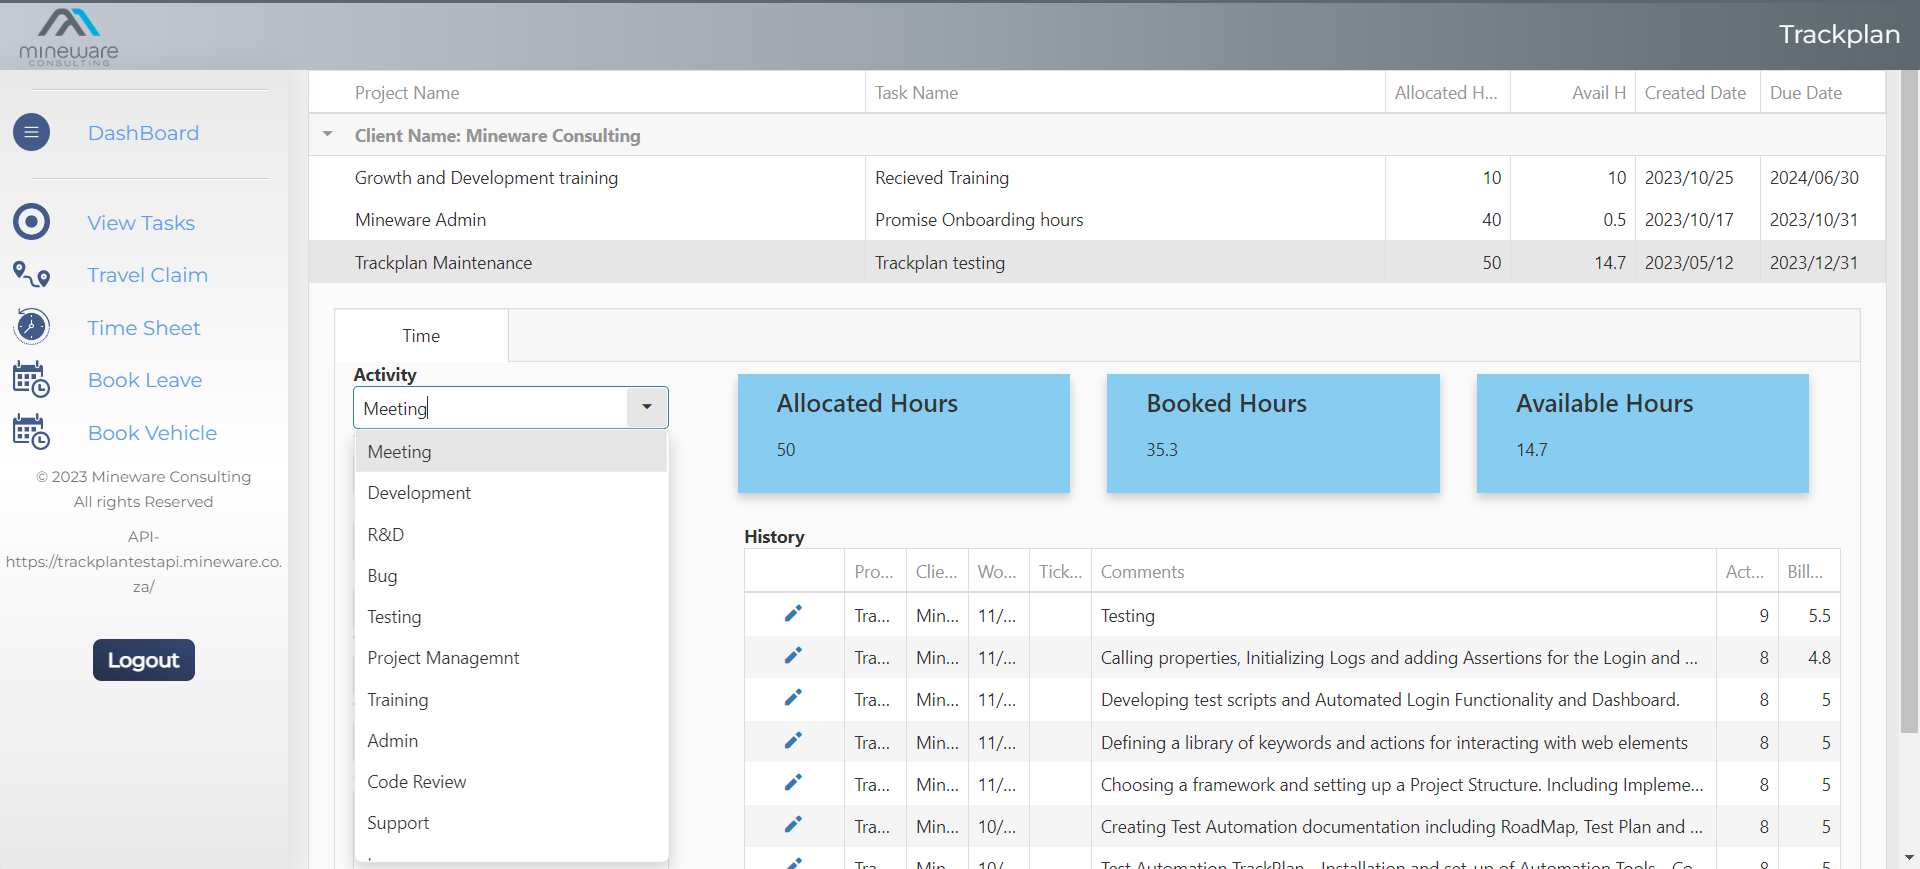 mineware
CONSULTING
Trackplan
DashBoard
View Tasks
Travel Claim
Time Sheet
Book Leave
Book Vehicle
© 2023 Mineware Consulting
All rights Reserved
API-
https://trackplantestapi.mineware.co.
za/
Logout
Project Name Task Name Allocated H... Avail H Created Date Due Date
Client Name: Mineware Consulting
Growth and Development training Recieved Training 10 10 2023/10/25 2024/06/30
Mineware Admin Promise Onboarding hours 40 0.5 2023/10/17 2023/10/31
Trackplan Maintenance Trackplan testing 50 14.7 2023/05/12 2023/12/31
Time
Activity
Meeting
Meeting
Development
R&D
Bug
Testing
Project Managemnt
Training
Admin
Code Review
Support
Allocated Hours
50
Booked Hours
35.3
Available Hours
14.7
History
Pro... Clie... Wo... Tick... Comments Act... Bill...
Tra... Min... 11/... Testing 9 5.5
Tra... Min... 11/... Calling properties, Initializing Logs and adding Assertions for the Login and ... 8 4.8
Tra... Min... 11/... Developing test scripts and Automated Login Functionality and Dashboard. 8 5
Tra... Min... 11/... Defining a library of keywords and actions for interacting with web elements 8 5
Tra... Min... 11/... Choosing a framework and setting up a Project Structure. Including Impleme... 8 5
Tra... Min... 10/... Creating Test Automation documentation including RoadMap, Test Plan and ... 8 5
Tra... Min... 10/... Test Automation TrackPlan - Installation and set-up of Automation Tools - Co... 8 5